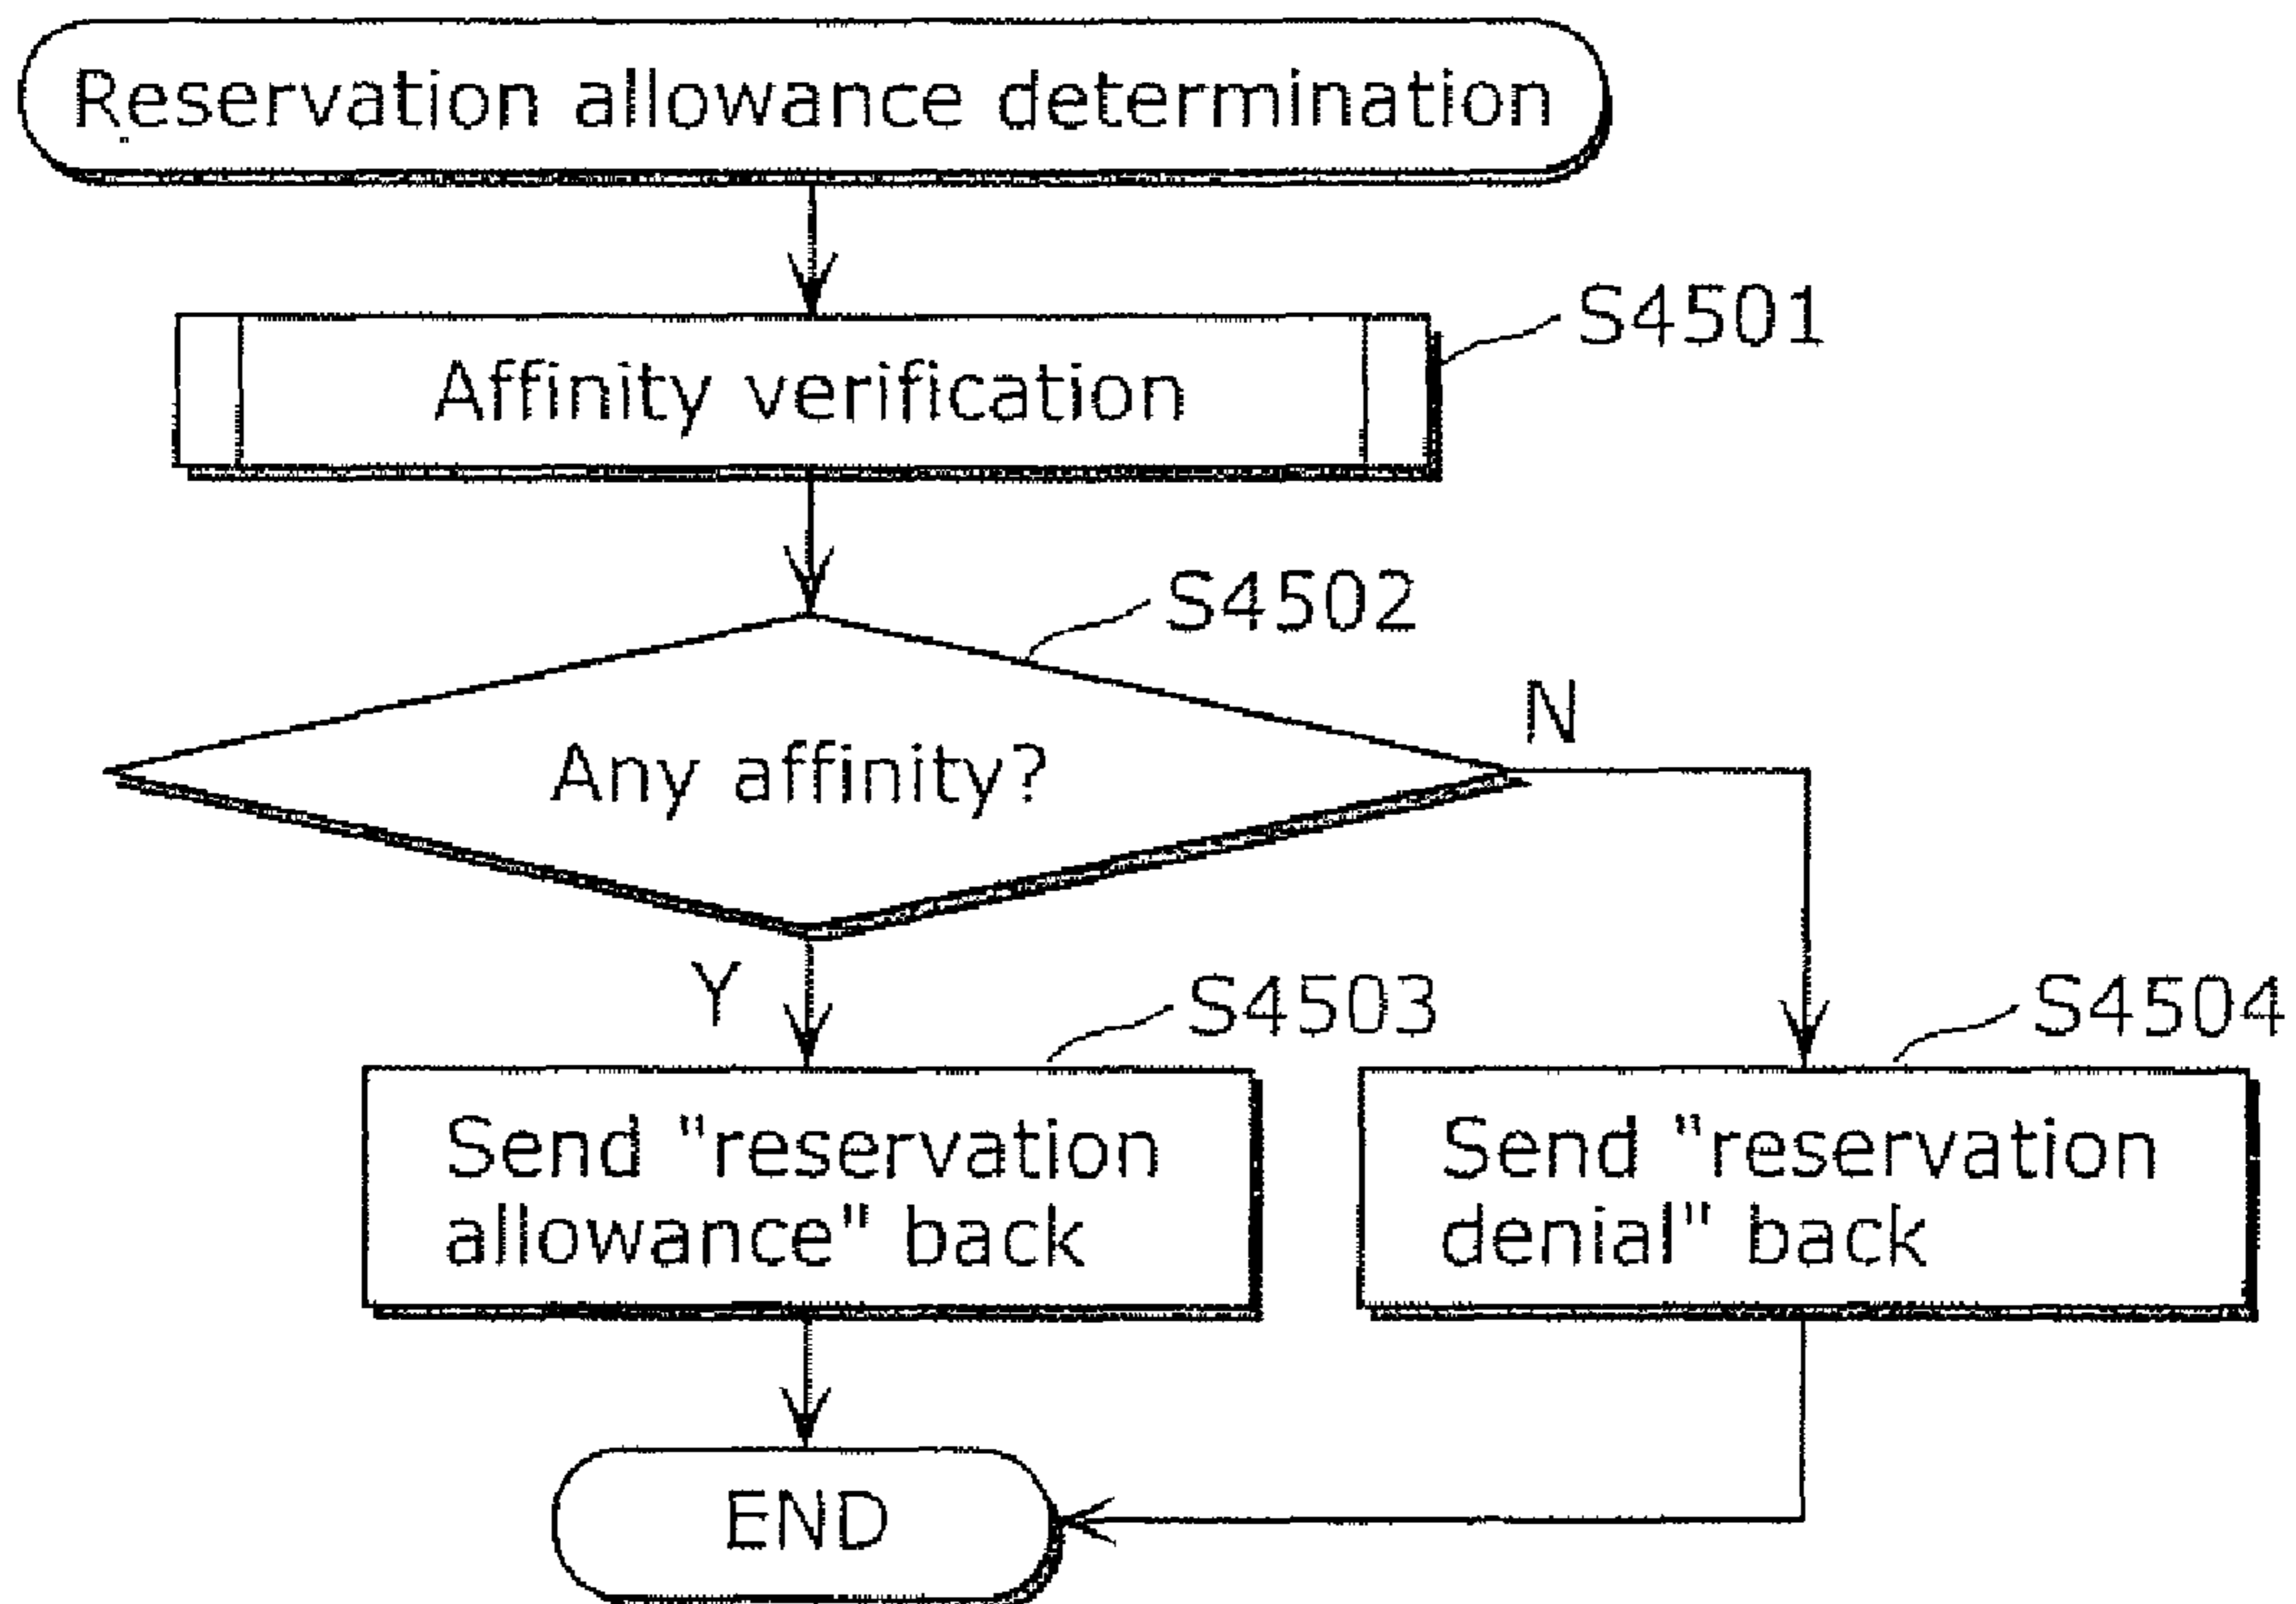 Reservation allowance determination
Affinity verification
S4501
S4502
Any affinity?
N
Y
S4503
Send "reservation
allowance" back
S4504
Send "reservation
denial" back
END